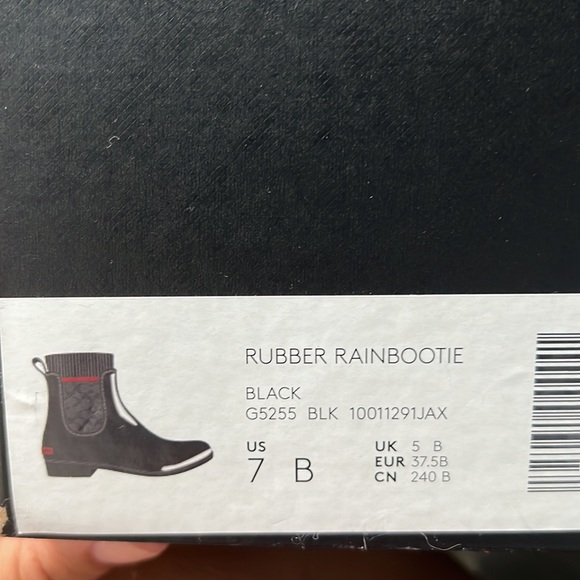 RUBBER RAINBOOTIE
BLACK
G5255 BLK 10011291JAX
US
7 B
UK 5 B
EUR 37.5B
CN 240 B